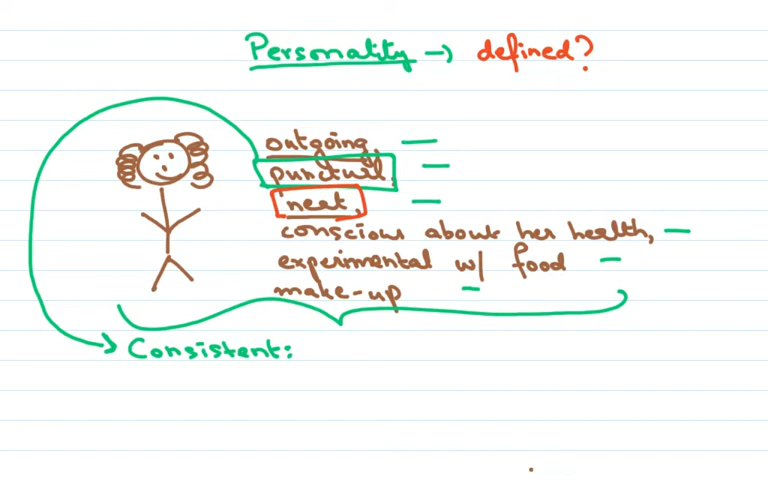 Personality → defined?
outgoing,
punctual,
neat,
conscious about her health,
experimental w/ food
make-up
Consistent: